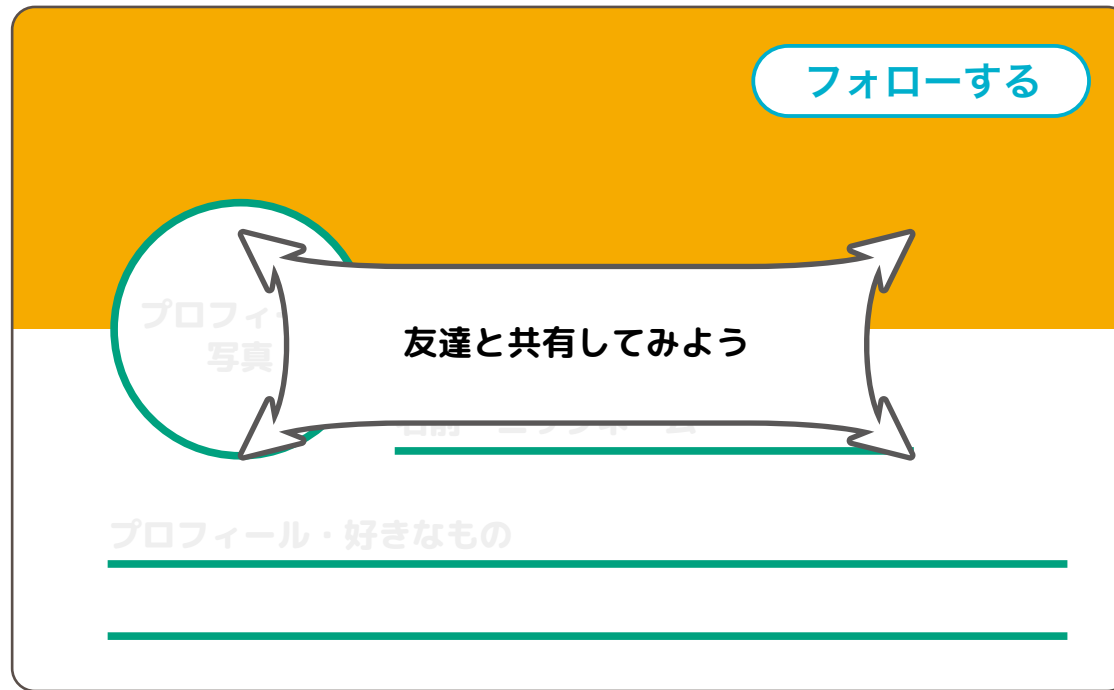 フォローする
プロフィ
写真
友達と共有してみよう
プロフィール・好きなもの